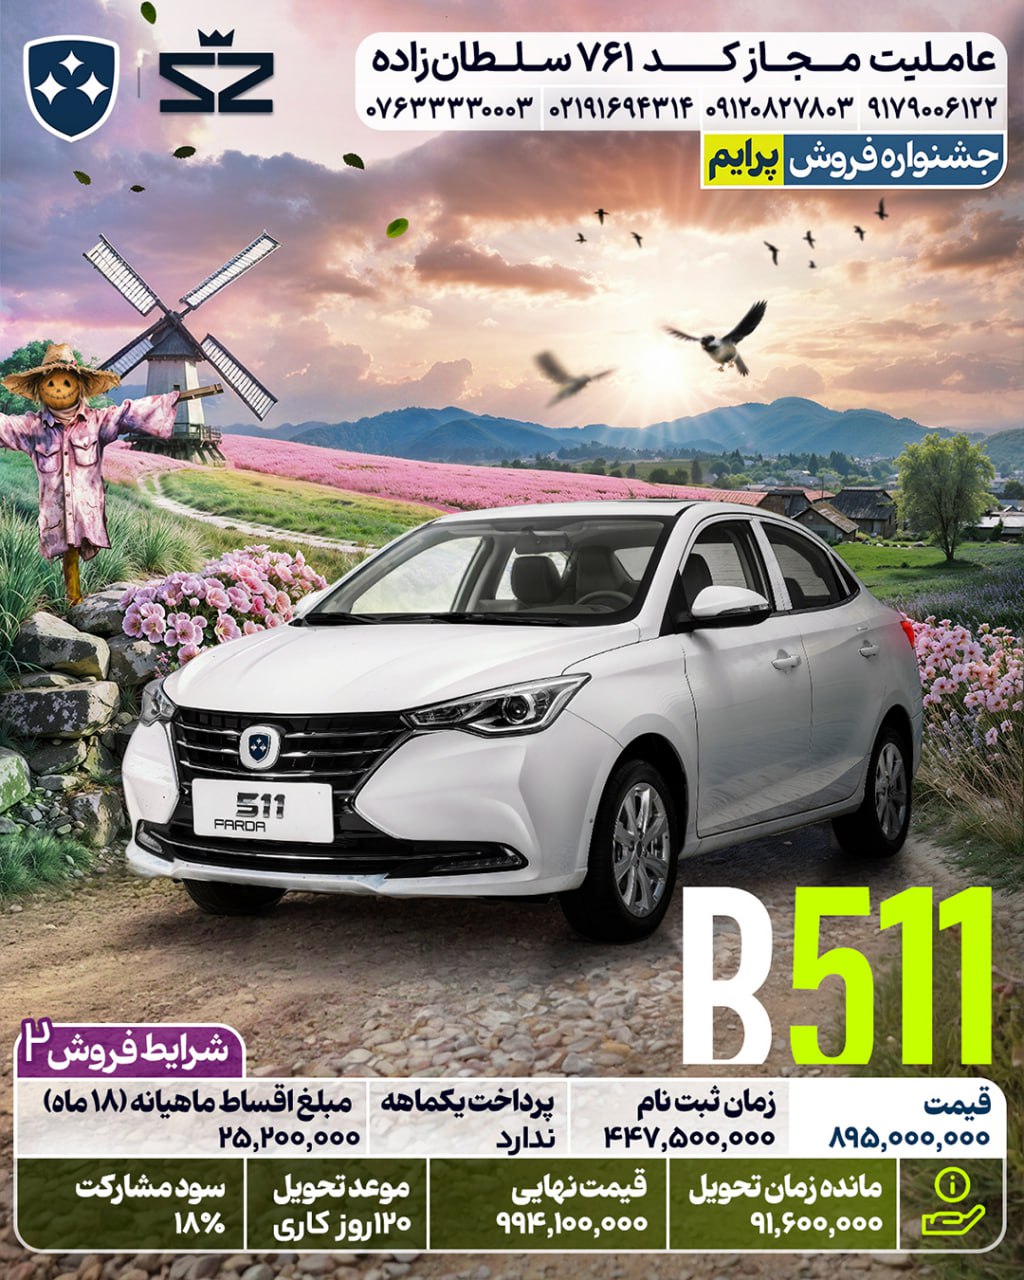 SZ
عاملیت مجاز کد ۷۶۱ سلطان‌زاده
۹۱۷۹۰۰۶۱۲۲
۰۹۱۲۰۸۲۷۸۰۳
۰۲۱۹۱۶۹۴۳۱۴
۰۷۶۳۳۳۳۰۰۰۳
جشنواره فروش پرایم
511
PARDA
B511
شرایط فروش ۲
قیمت
۸۹۵,۰۰۰,۰۰۰
زمان ثبت نام
۴۴۷,۵۰۰,۰۰۰
پرداخت یکماهه
ندارد
مبلغ اقساط ماهیانه (۱۸ ماه)
۲۵,۲۰۰,۰۰۰
مانده زمان تحویل
۹۱,۶۰۰,۰۰۰
قیمت نهایی
۹۹۴,۱۰۰,۰۰۰
موعد تحویل
۱۲۰ روز کاری
سود مشارکت
۱۸%